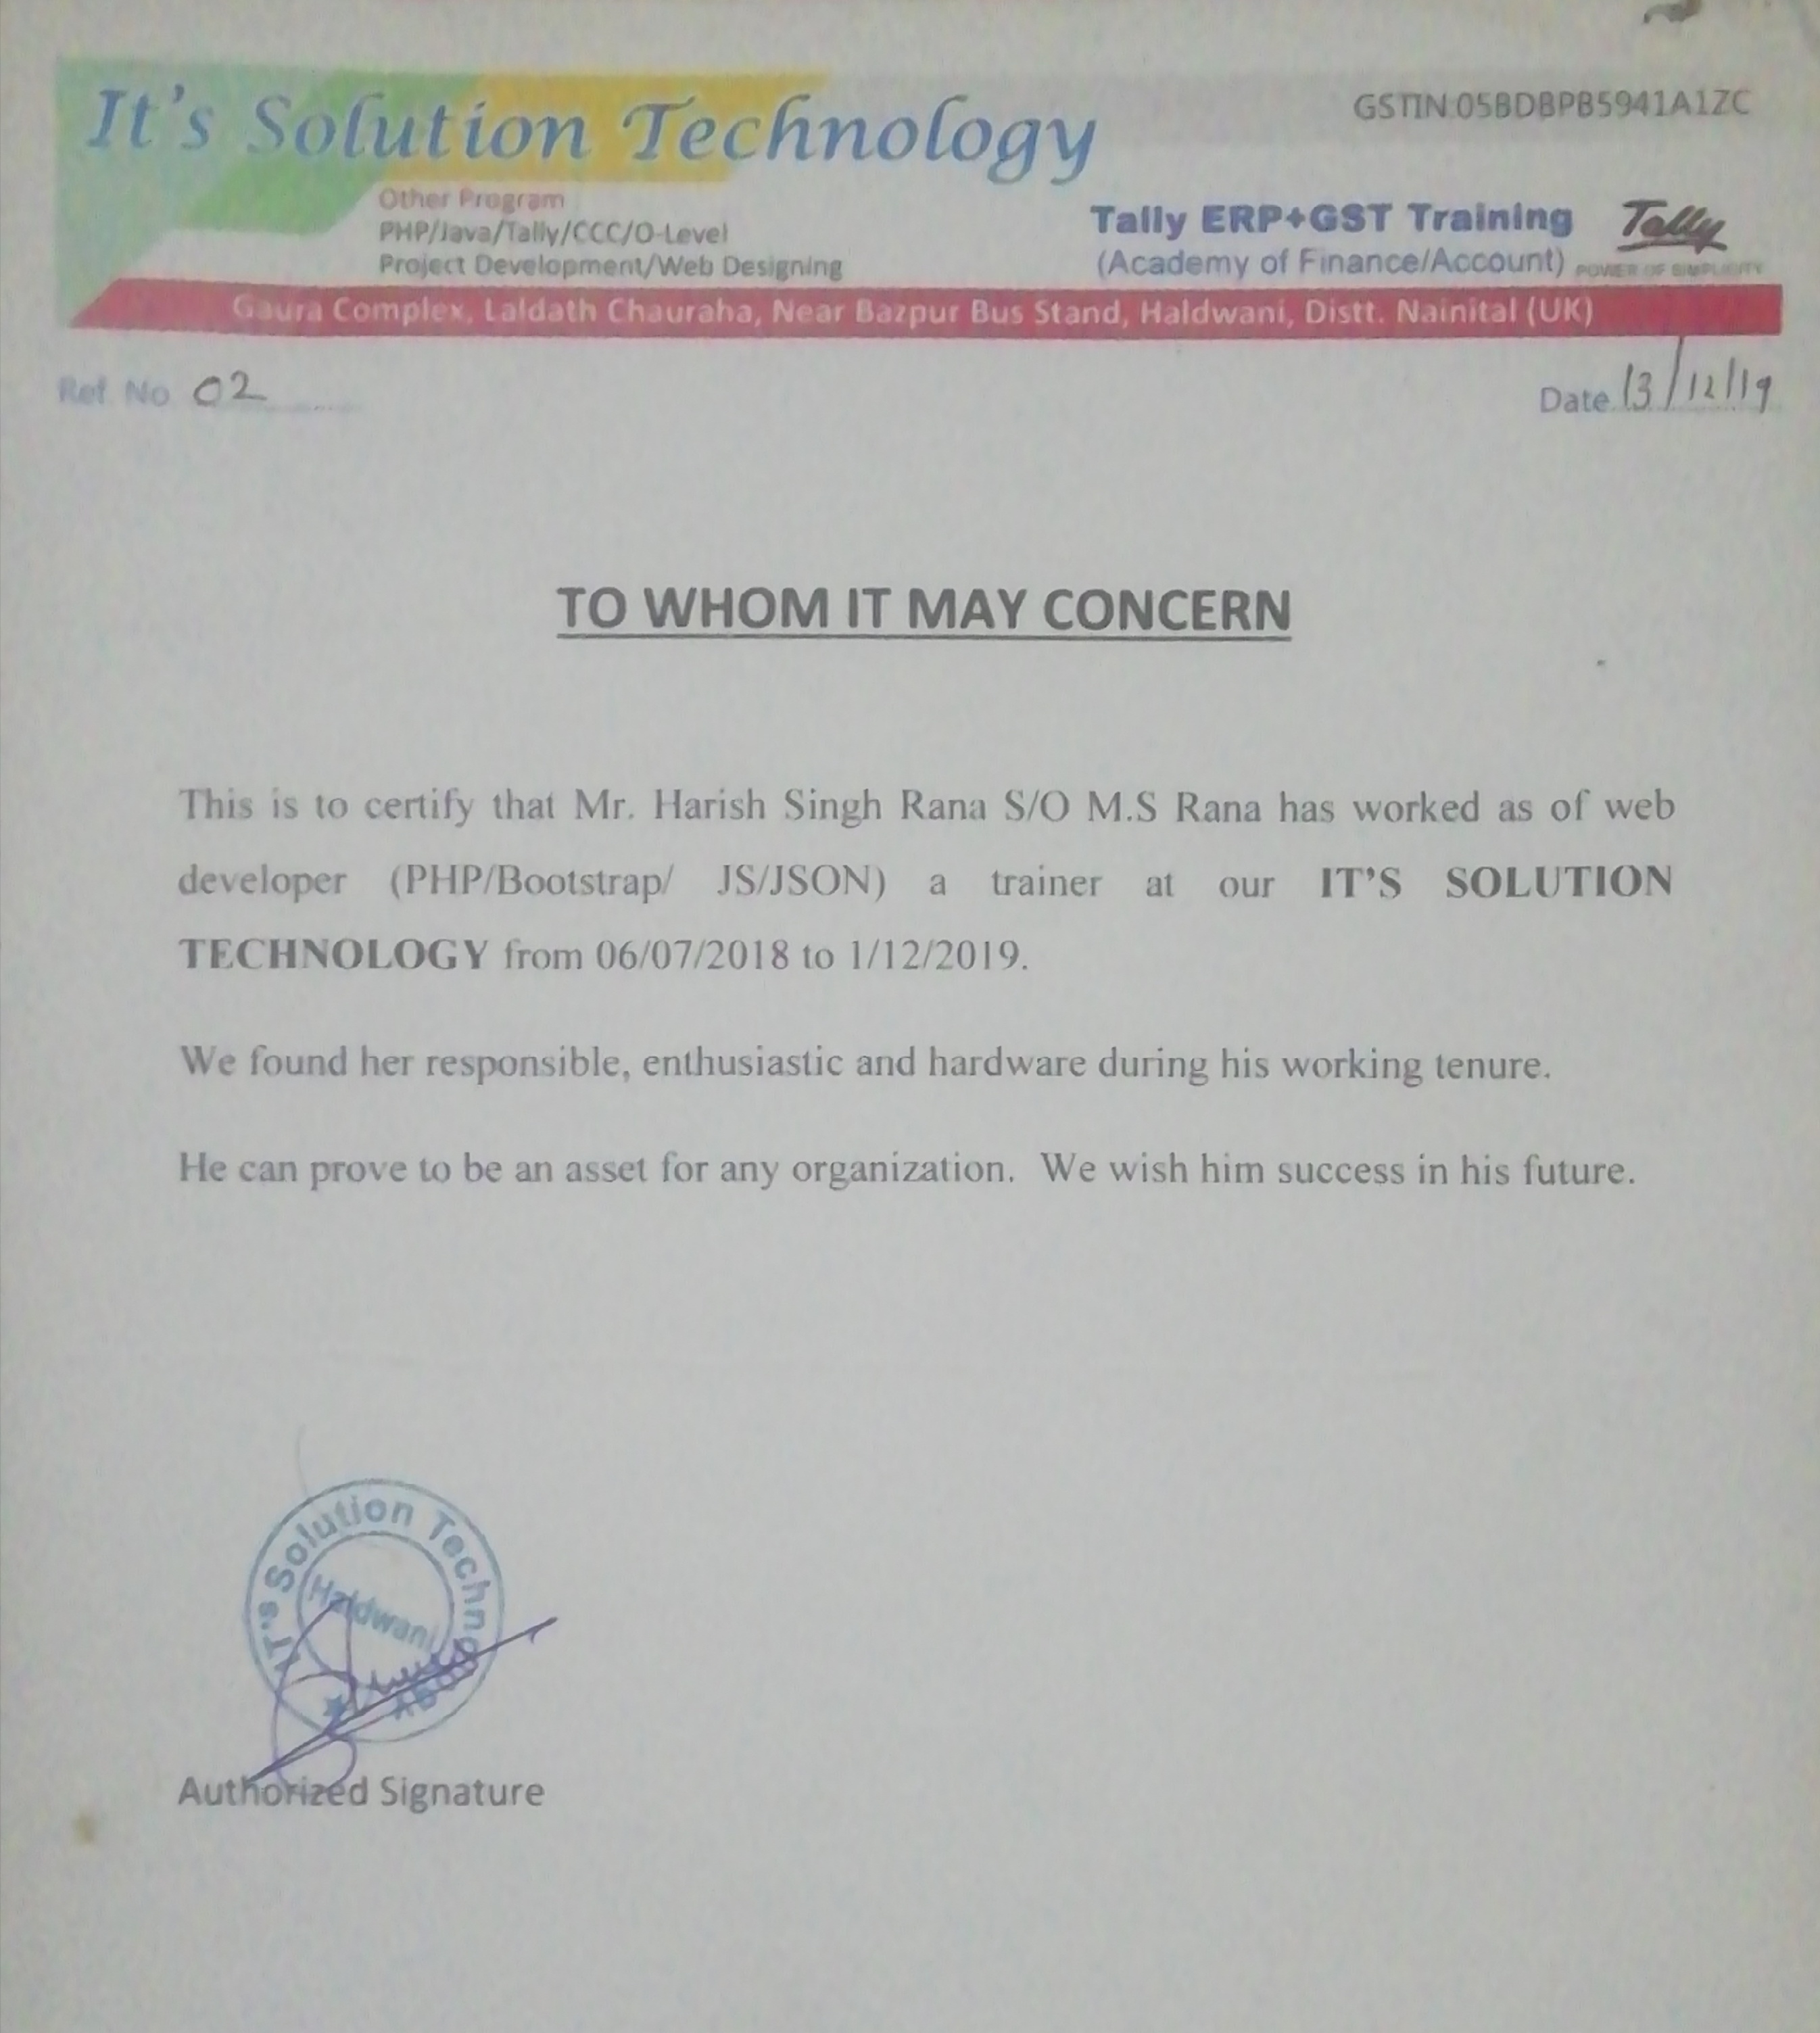 It's Solution Technology
GSTIN:05BDBPB5941A1ZC
Other Program
PHP/Java/Tally/CCC/O-Level
Project Development/Web Designing
Tally ERP+GST Training
(Academy of Finance/Account)
Tally
POWER OF SIMPLICITY
Gaura Complex, Laldath Chauraha, Near Bazpur Bus Stand, Haldwani, Distt. Nainital (UK)
Ref. No. 02
Date 13/12/19
TO WHOM IT MAY CONCERN
This is to certify that Mr. Harish Singh Rana S/O M.S Rana has worked as of web
developer (PHP/Bootstrap/ JS/JSON) a trainer at our IT'S SOLUTION
TECHNOLOGY from 06/07/2018 to 1/12/2019.
We found her responsible, enthusiastic and hardware during his working tenure.
He can prove to be an asset for any organization. We wish him success in his future.
IT's Solution Technology
Haldwani
Authorized Signature